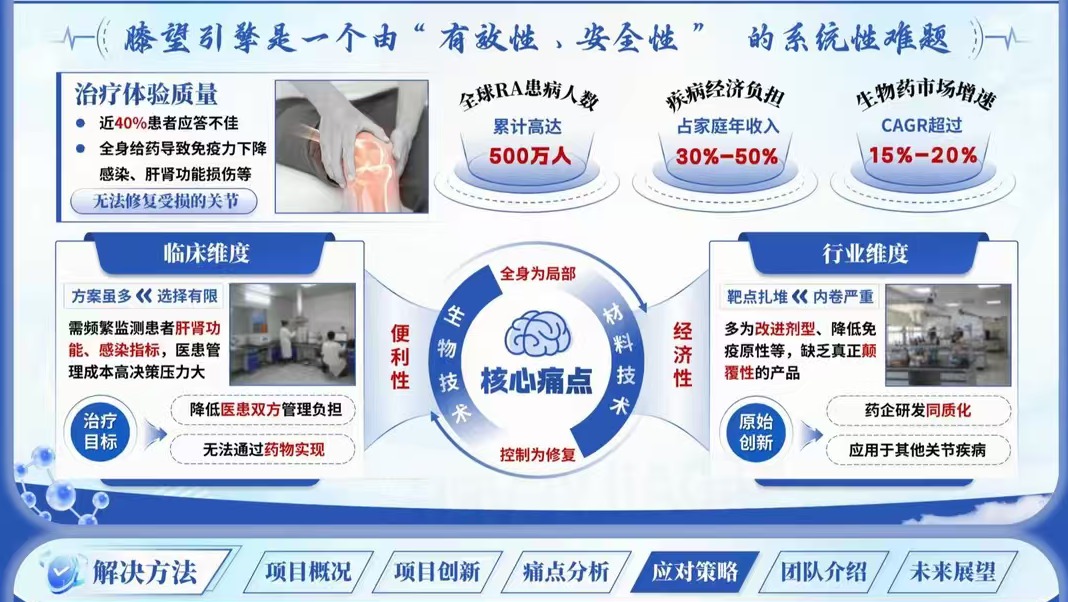 膝望引擎是一个由“有效性、安全性” 的系统性难题
治疗体验质量
近40%患者应答不佳
全身给药导致免疫力下降
感染、肝肾功能损伤等
无法修复受损的关节
全球RA患病人数
累计高达
500万人
疾病经济负担
占家庭年收入
30%-50%
生物药市场增速
CAGR超过
15%-20%
临床维度
方案虽多 << 选择有限
需频繁监测患者肝肾功
能、感染指标，医患管
理成本高决策压力大
治疗
目标
降低医患双方管理负担
无法通过药物实现
便利性
全身为局部
生物技术
材料技术
核心痛点
控制为修复
经济性
行业维度
靶点扎堆 << 内卷严重
多为改进剂型、降低免
疫原性等，缺乏真正颠
覆性的产品
原始
创新
药企研发同质化
应用于其他关节疾病
解决方法
项目概况
项目创新
痛点分析
应对策略
团队介绍
未来展望